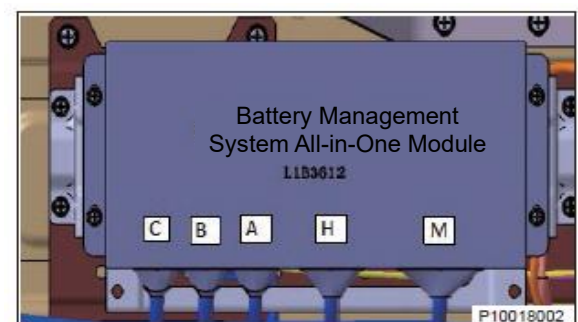 Battery Management
System All-in-One Module
L1B3612
C B A H M
P10018002